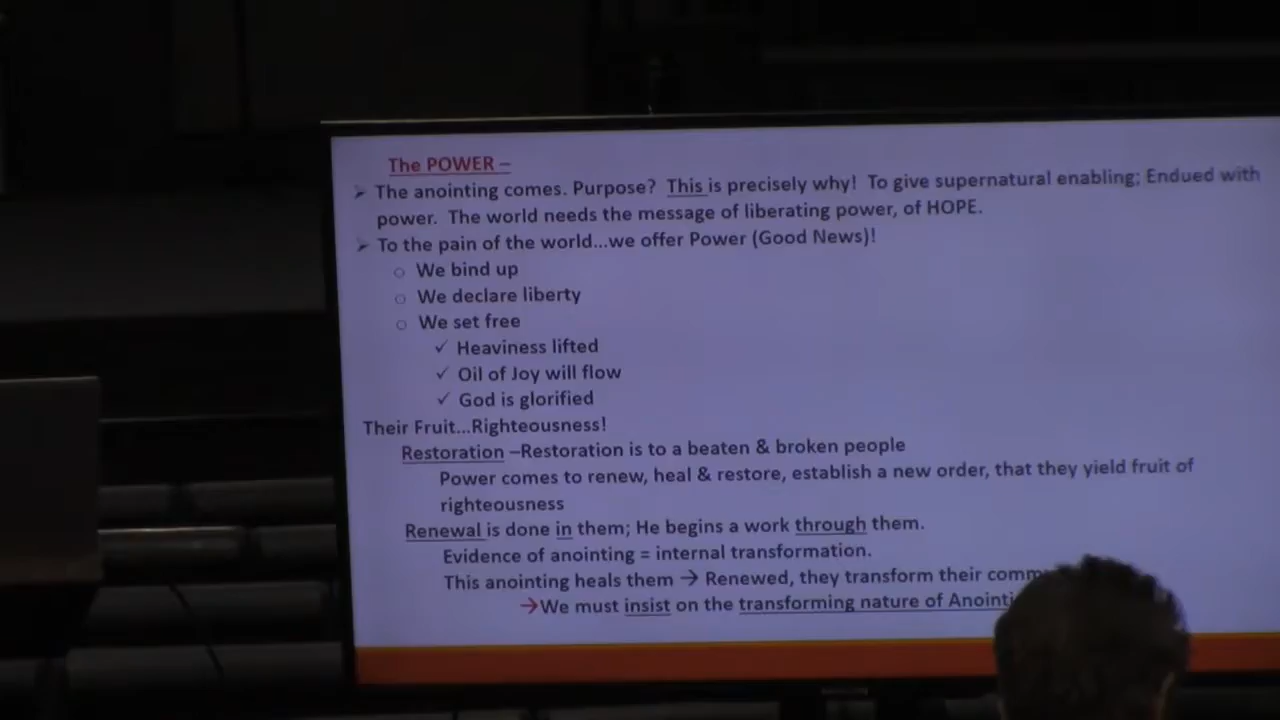 The POWER –
➢ The anointing comes. Purpose? This is precisely why! To give supernatural enabling; Endued with
power. The world needs the message of liberating power, of HOPE.
➢ To the pain of the world...we offer Power (Good News)!
○ We bind up
○ We declare liberty
○ We set free
✓ Heaviness lifted
✓ Oil of Joy will flow
✓ God is glorified
Their Fruit...Righteousness!
Restoration –Restoration is to a beaten & broken people
Power comes to renew, heal & restore, establish a new order, that they yield fruit of
righteousness
Renewal is done in them; He begins a work through them.
Evidence of anointing = internal transformation.
This anointing heals them → Renewed, they transform their
→We must insist on the transforming nature of